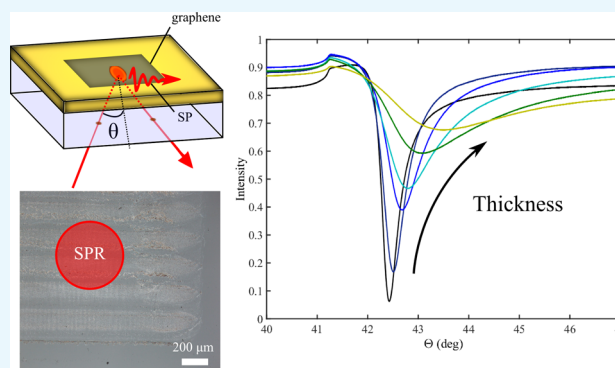 graphene
SP
θ
SPR
200 μm
1
0.9
0.8
0.7
0.6
0.5
0.4
0.3
0.2
0.1
0
Intensity
Thickness
40 41 42 43 44 45 46
Θ (deg)